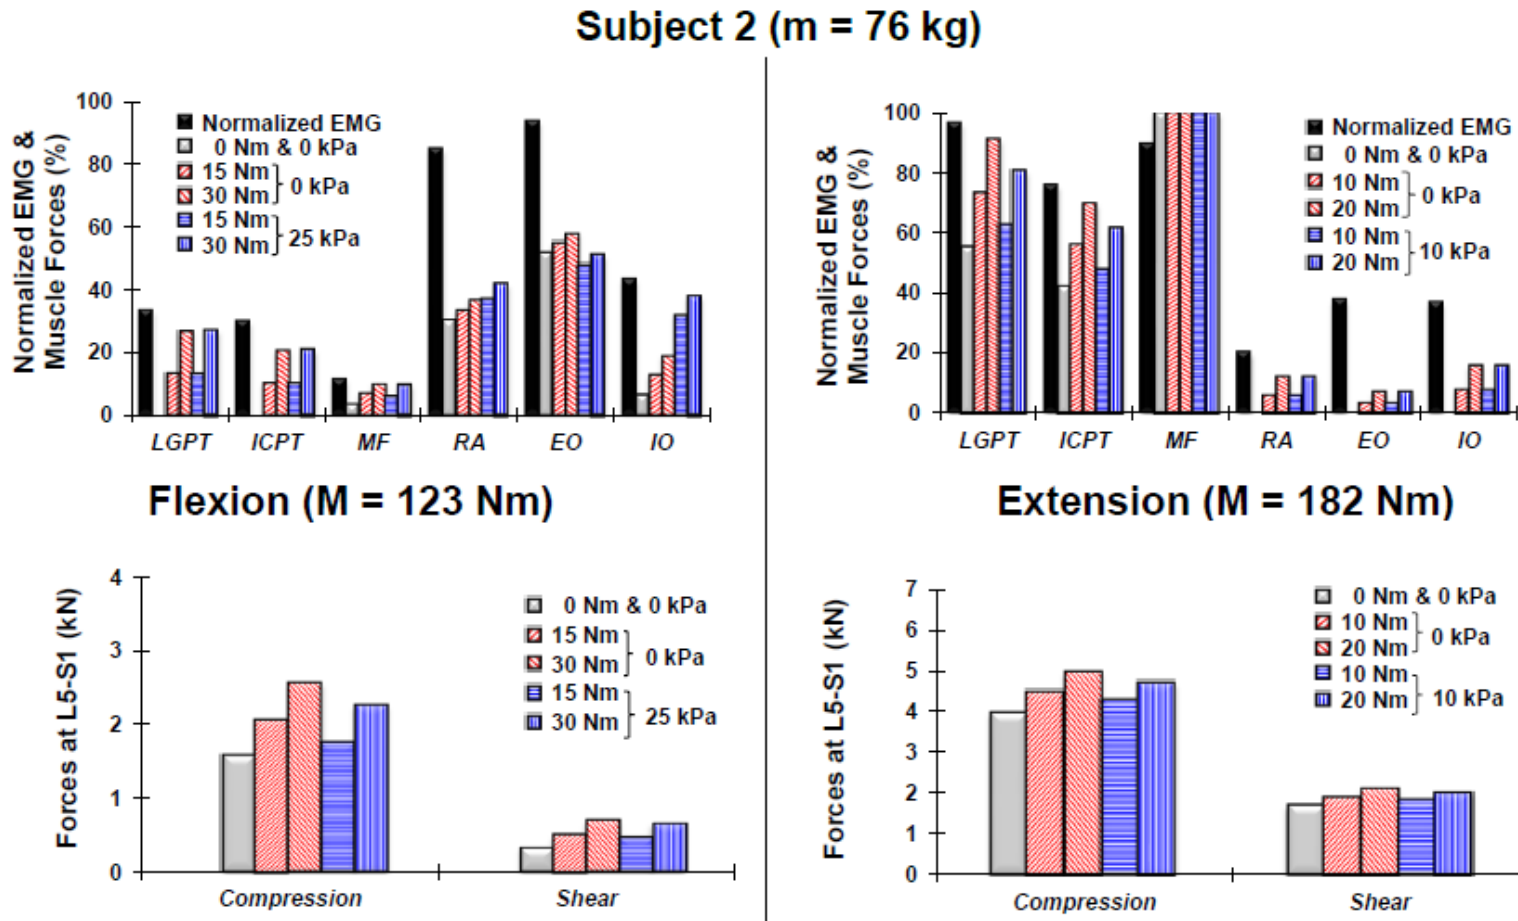 Subject 2 (m = 76 kg)
Normalized EMG &
Muscle Forces (%)
100
80
60
40
20
0
Normalized EMG
0 Nm & 0 kPa
15 Nm
30 Nm
0 kPa
15 Nm
30 Nm
25 kPa
LGPT ICPT MF RA EO IO
Flexion (M = 123 Nm)
Forces at L5-S1 (kN)
4
3
2
1
0
0 Nm & 0 kPa
15 Nm
30 Nm
0 kPa
15 Nm
30 Nm
25 kPa
Compression Shear
Normalized EMG &
Muscle Forces (%)
100
80
60
40
20
0
Normalized EMG
0 Nm & 0 kPa
10 Nm
20 Nm
0 kPa
10 Nm
20 Nm
10 kPa
LGPT ICPT MF RA EO IO
Extension (M = 182 Nm)
Forces at L5-S1 (kN)
7
6
5
4
3
2
1
0
0 Nm & 0 kPa
10 Nm
20 Nm
0 kPa
10 Nm
20 Nm
10 kPa
Compression Shear